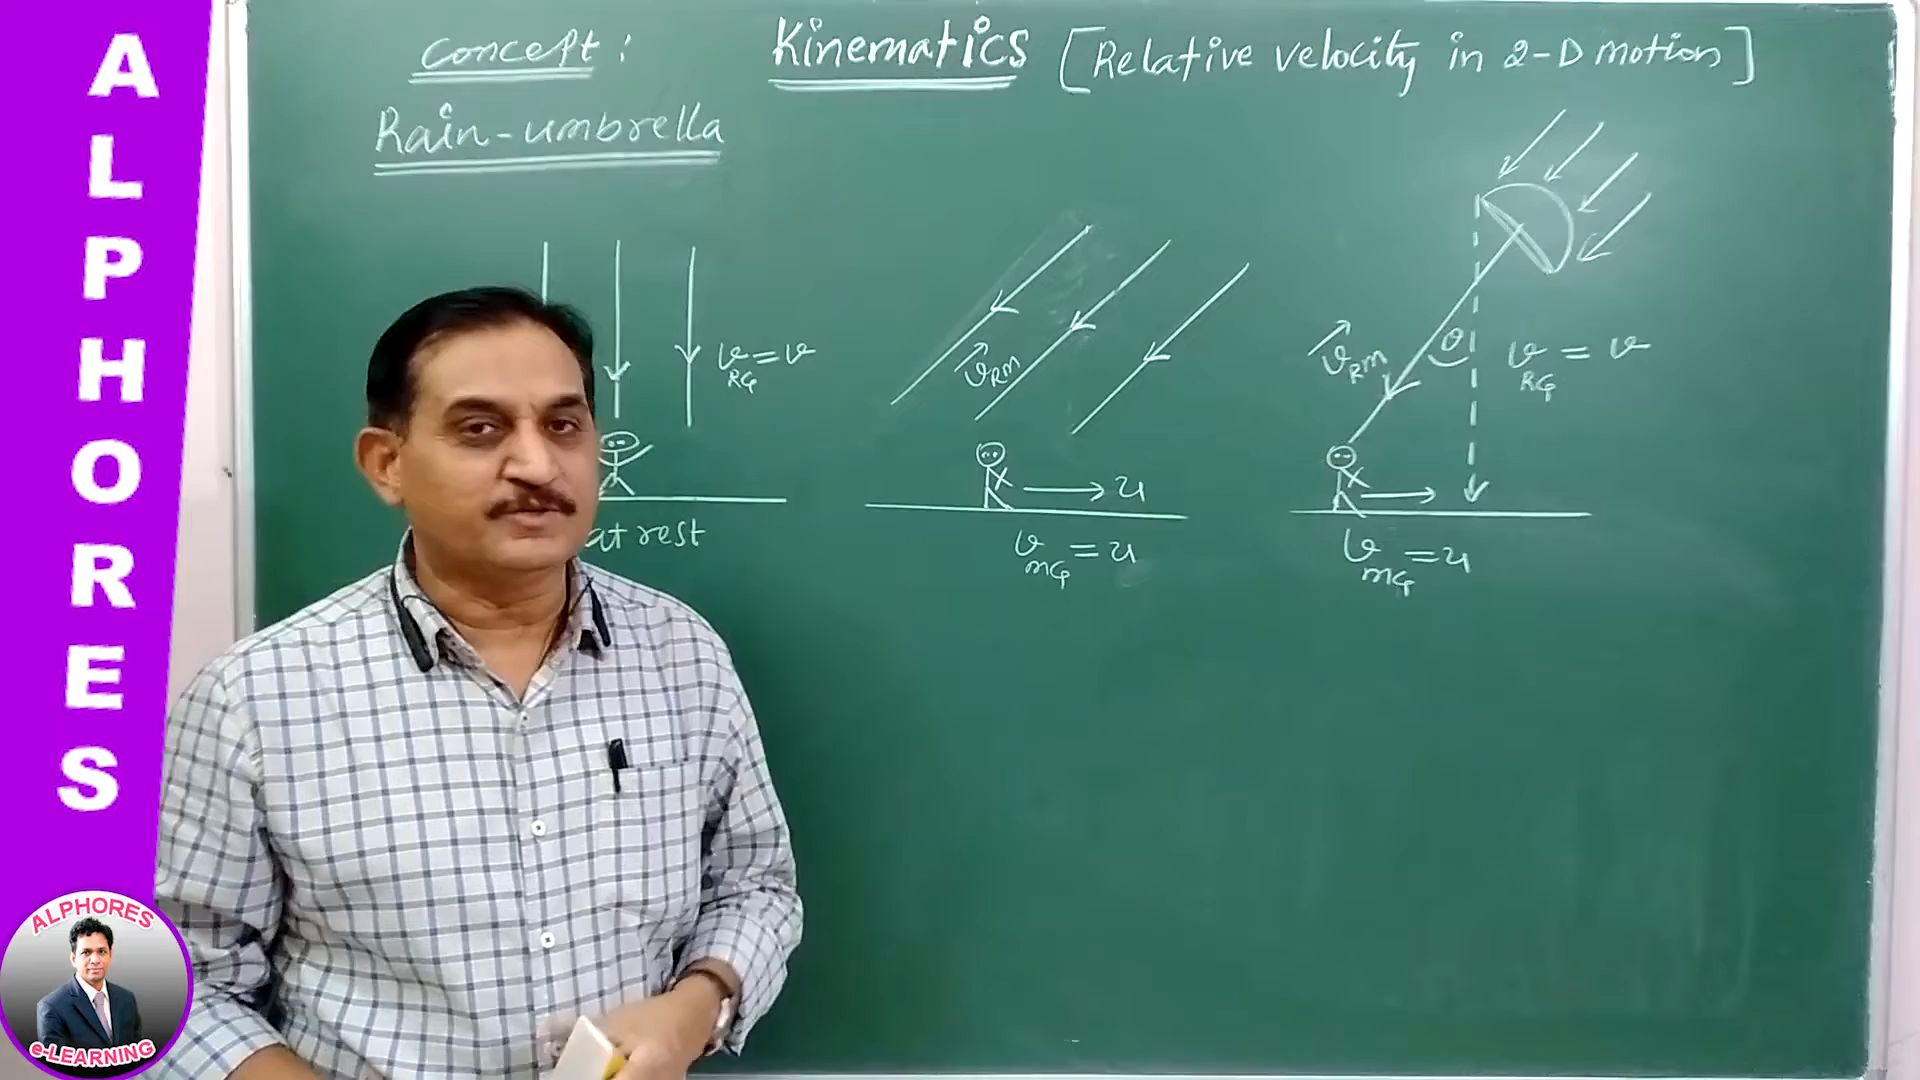 ALPHORES
Concept :
Rain-umbrella
Kinematics [Relative velocity in 2-D motion]
v_RG = v
at rest
v_RM
u
v_mG = u
v_RM
θ
v_RG = v
v_mG = u
ALPHORES
e-LEARNING